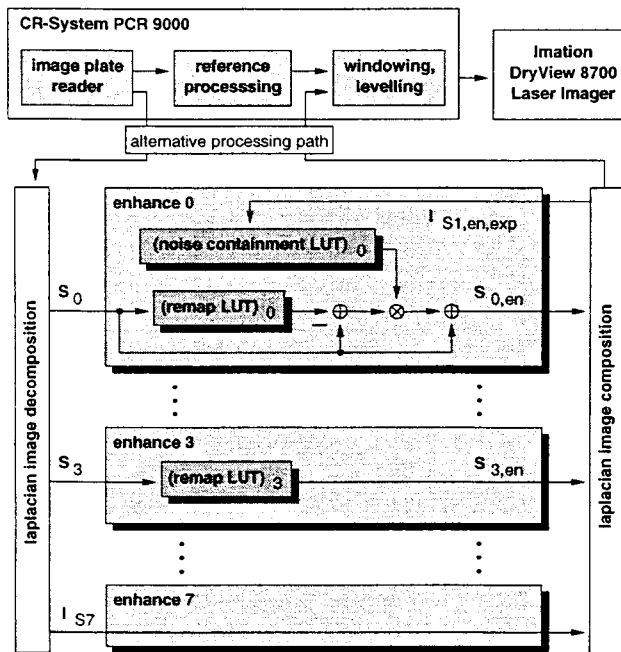 CR-System PCR 9000
image plate
reader
reference
processsing
windowing,
levelling
Imation
DryView 8700
Laser Imager
alternative processing path
laplacian image decomposition
enhance 0
I S1,en,exp
(noise containment LUT) 0
S 0
(remap LUT) 0
S 0,en
enhance 3
S 3
(remap LUT) 3
S 3,en
enhance 7
I S7
laplacian image composition